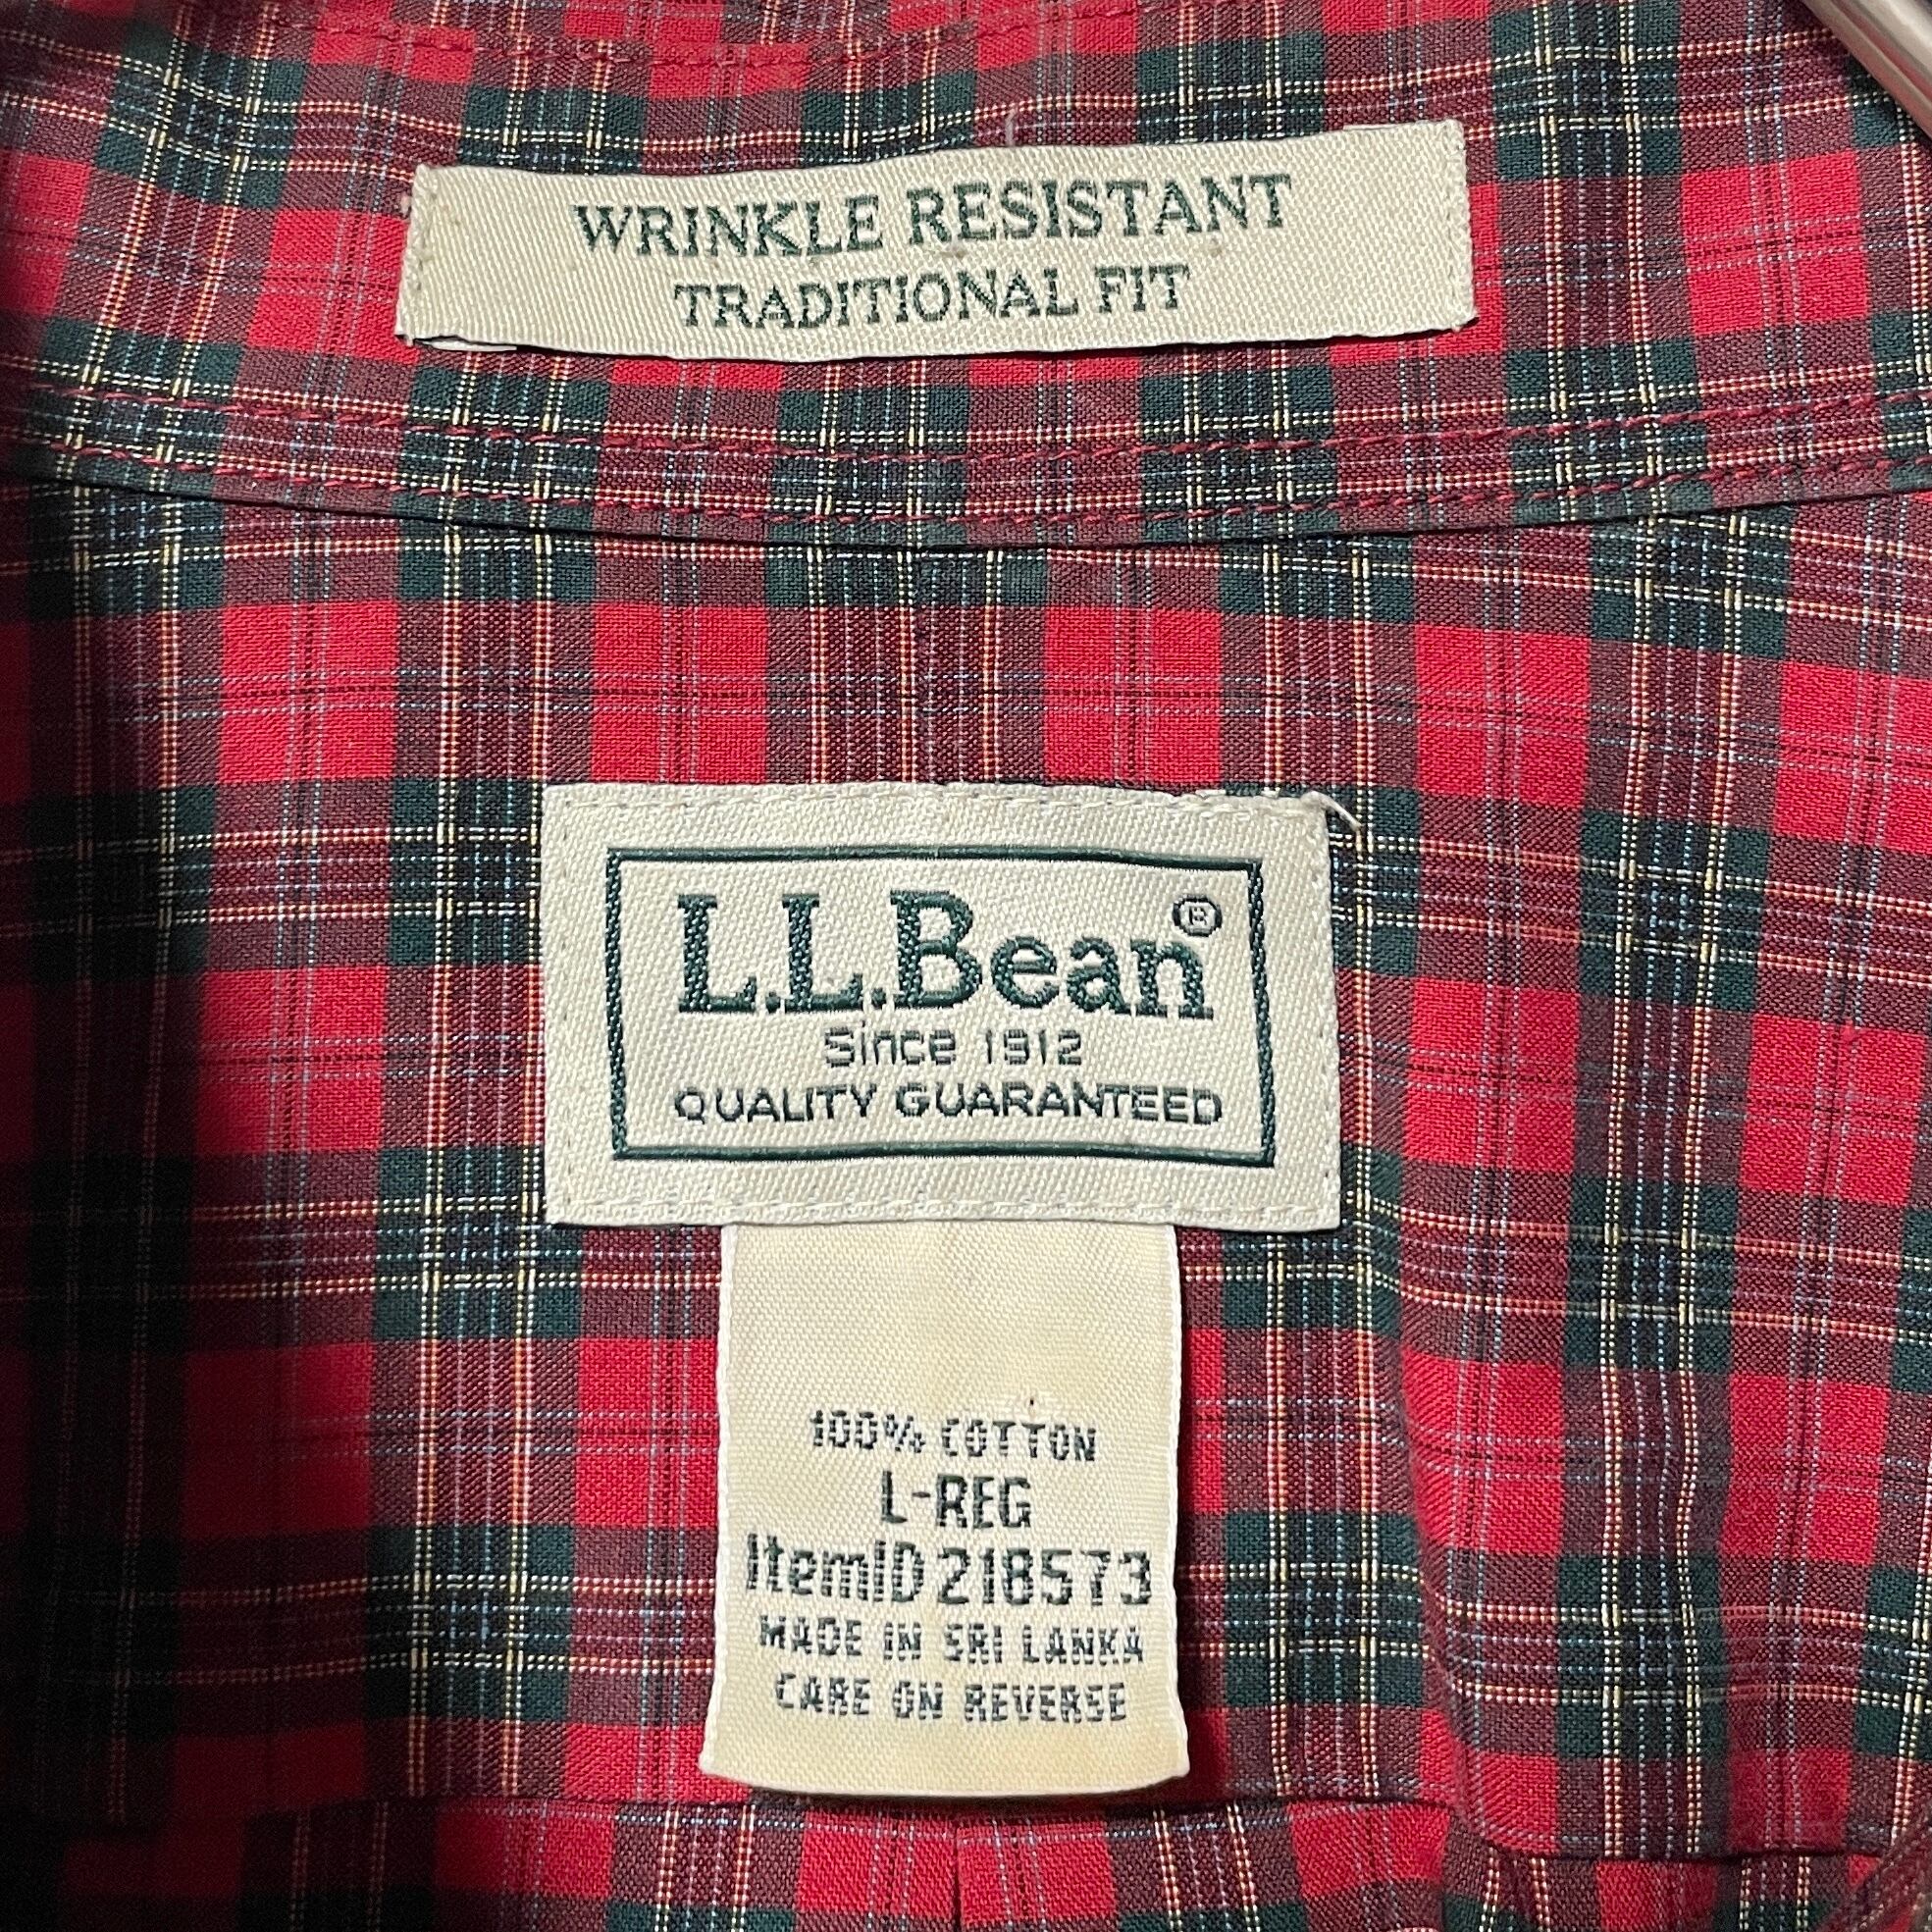 WRINKLE RESISTANT
TRADITIONAL FIT
L.L.Bean®
Since 1912
QUALITY GUARANTEED
100% COTTON
L-REG
ItemID 218573
MADE IN SRI LANKA
CARE ON REVERSE